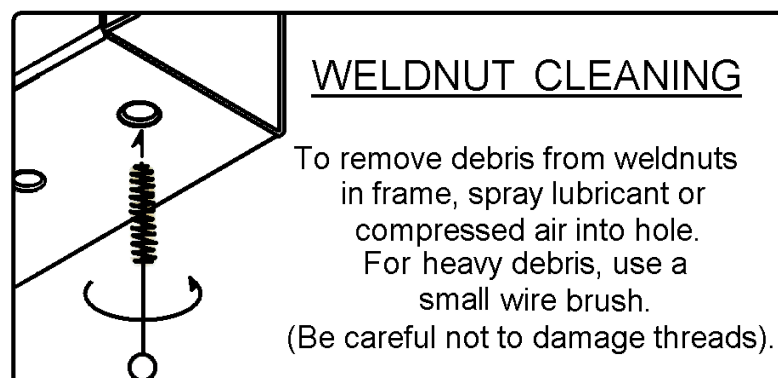 WELDNUT CLEANING
To remove debris from weldnuts
in frame, spray lubricant or
compressed air into hole.
For heavy debris, use a
small wire brush.
(Be careful not to damage threads).